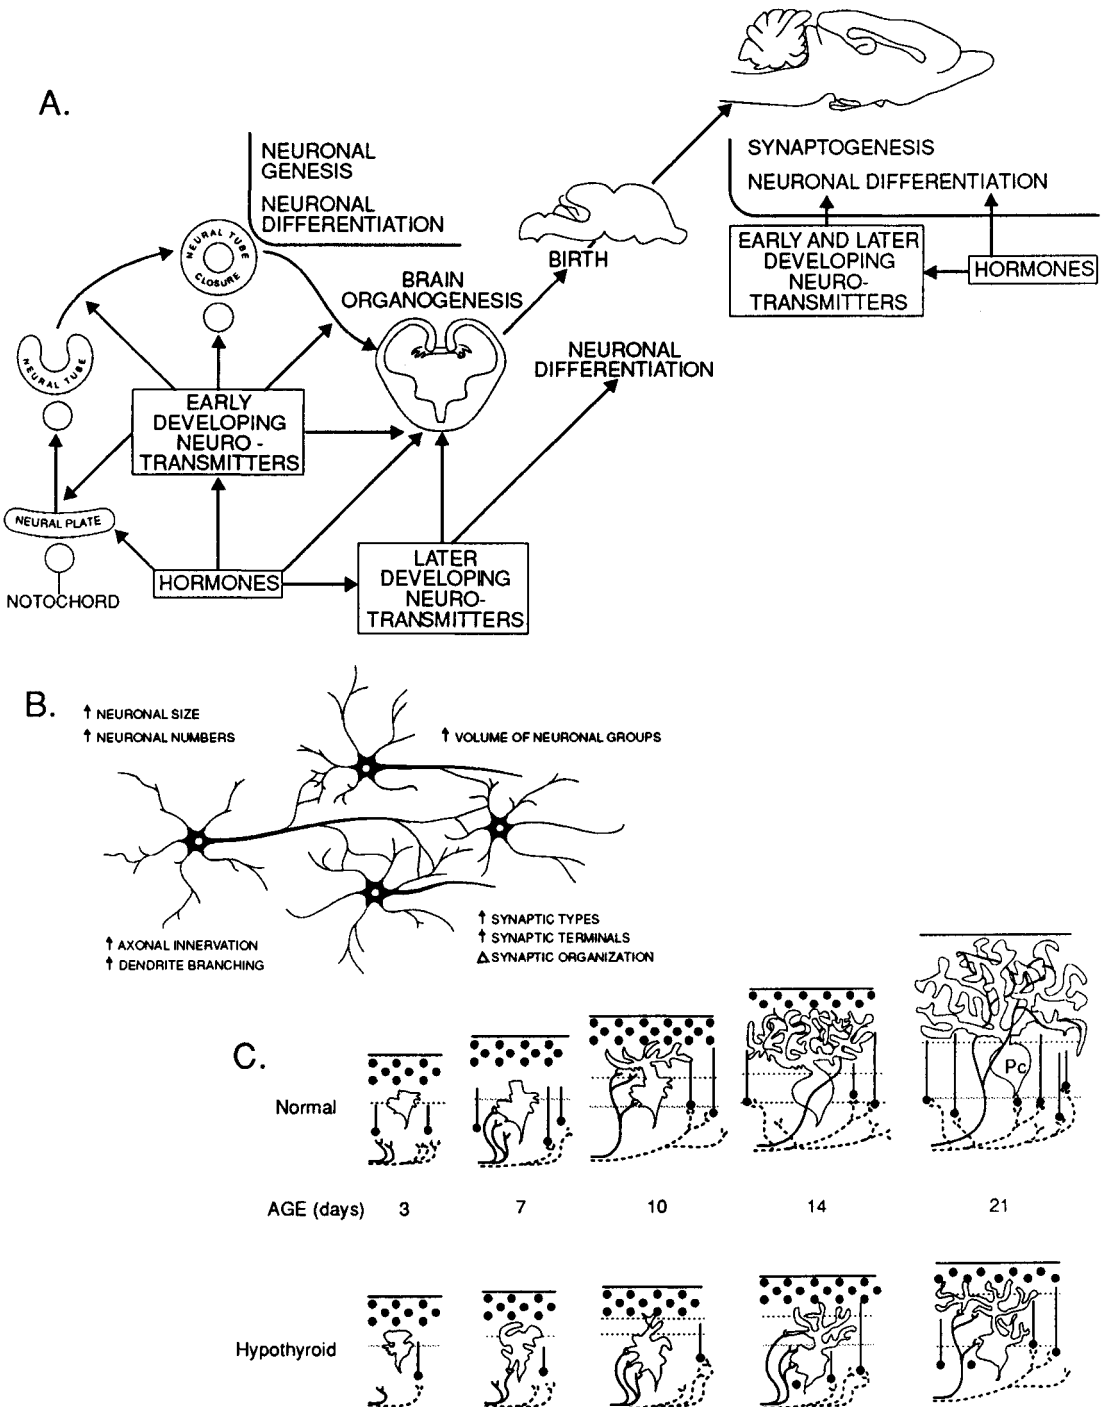 A.
NEURONAL
GENESIS
NEURONAL
DIFFERENTIATION
NEURAL TUBE
CLOSURE
NEURAL TUBE
NEURAL PLATE
NOTOCHORD
EARLY
DEVELOPING
NEURO -
TRANSMITTERS
HORMONES
BRAIN
ORGANOGENESIS
LATER
DEVELOPING
NEURO-
TRANSMITTERS
BIRTH
NEURONAL
DIFFERENTIATION
SYNAPTOGENESIS
NEURONAL DIFFERENTIATION
EARLY AND LATER
DEVELOPING
NEURO-
TRANSMITTERS
HORMONES
B.
↑ NEURONAL SIZE
↑ NEURONAL NUMBERS
↑ VOLUME OF NEURONAL GROUPS
↑ AXONAL INNERVATION
↑ DENDRITE BRANCHING
↑ SYNAPTIC TYPES
↑ SYNAPTIC TERMINALS
Δ SYNAPTIC ORGANIZATION
C.
Normal
Pc
AGE (days) 3 7 10 14 21
Hypothyroid